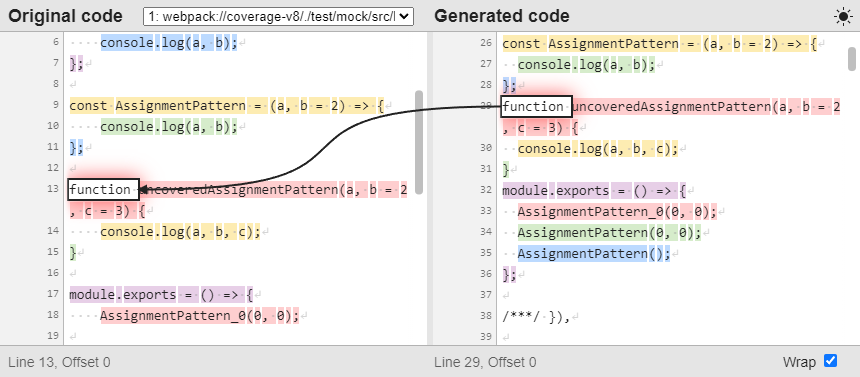 Original code
1: webpack://coverage-v8/./test/mock/src/
Generated code
6 console.log(a, b);
7 };
8
9 const AssignmentPattern = (a, b = 2) => {
10 console.log(a, b);
11 };
12
13 function uncoveredAssignmentPattern(a, b = 2
, c = 3) {
14 console.log(a, b, c);
15 }
16
17 module.exports = () => {
18 AssignmentPattern_0(0, 0);
19
26 const AssignmentPattern = (a, b = 2) => {
27 console.log(a, b);
28 };
29 function uncoveredAssignmentPattern(a, b = 2
, c = 3) {
30 console.log(a, b, c);
31 }
32 module.exports = () => {
33 AssignmentPattern_0(0, 0);
34 AssignmentPattern(0, 0);
35 AssignmentPattern();
36 };
37
38 /***/ }),
39
Line 13, Offset 0
Line 29, Offset 0
Wrap